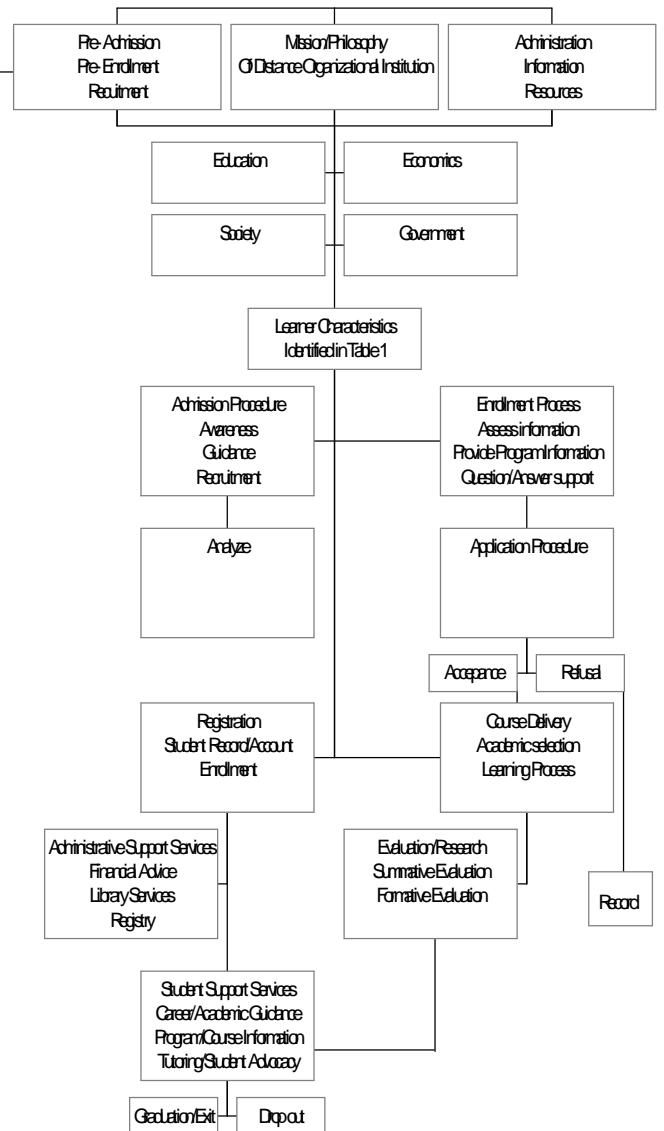 Pre- Admission
Pre- Enrollment
Recuitment
Mission/Philosophy
Of Distance Organizational Institution
Administration
Information
Resources
Education
Economics
Society
Government
Learner Characteristics
Identified in Table 1
Admission Procedure
Awareness
Guidance
Recruitment
Enrollment Process
Assess information
Provide Program Information
Question/Answer support
Analyze
Application Procedure
Accepance
Refusal
Registration
Student Record/Account
Enrollment
Course Delivery
Academic selection
Learning Process
Administrative Support Services
Financial Advice
Library Services
Registry
Evaluation/Research
Summative Evaluation
Formative Evaluation
Record
Student Support Services
Career/Academic Guidance
Program/Course Information
Tutoring/Student Advocacy
Graduation/Exit
Drop out